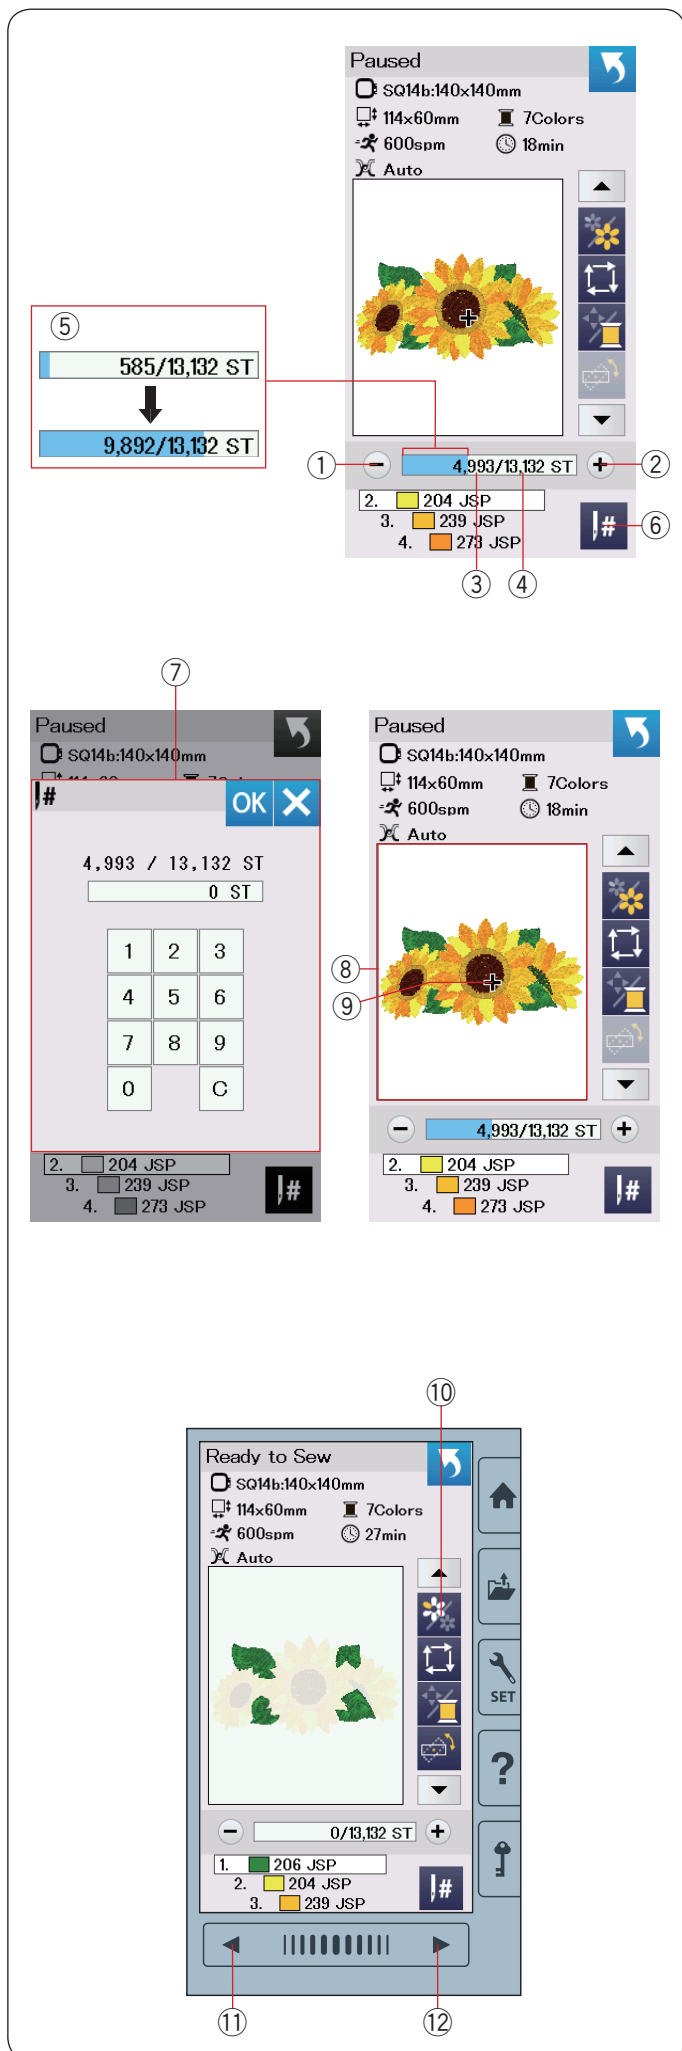 Paused
SQ14b:140x140mm
114x60mm 7Colors
600spm 18min
Auto
⑤
585/13,132 ST
9,892/13,132 ST
① − 4,993/13,132 ST + ②
2. 204 JSP
3. 239 JSP
4. 273 JSP
# ⑥
③ ④
⑦
Paused
SQ14b:140x140mm
#
OK
4,993 / 13,132 ST
0 ST
1 2 3
4 5 6
7 8 9
0 C
2. 204 JSP
3. 239 JSP
4. 273 JSP
#
Paused
SQ14b:140x140mm
114x60mm 7Colors
600spm 18min
Auto
⑧
⑨
− 4,993/13,132 ST +
2. 204 JSP
3. 239 JSP
4. 273 JSP
#
⑩
Ready to Sew
SQ14b:140x140mm
114x60mm 7Colors
600spm 27min
Auto
SET
?
− 0/13,132 ST +
1. 206 JSP
2. 204 JSP
3. 239 JSP
#
⑪ ⑫